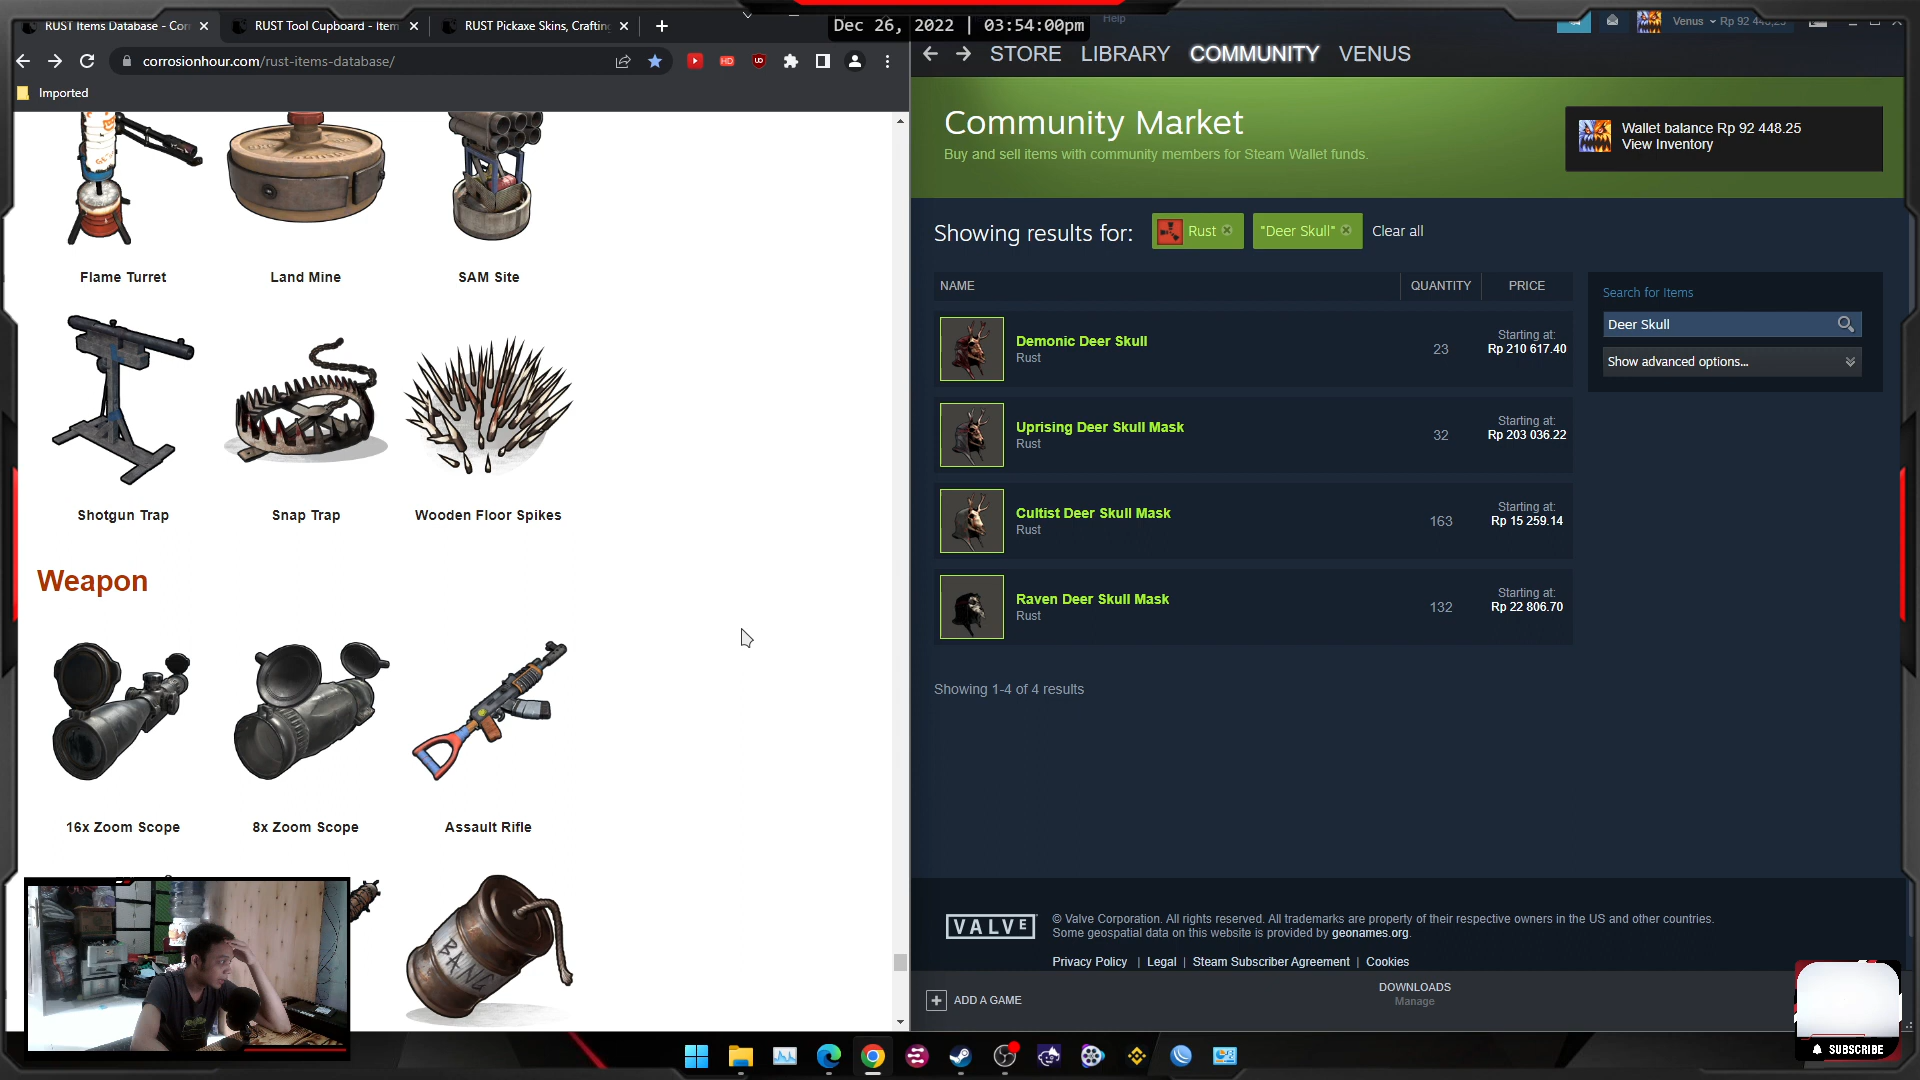 RUST Items Database - Cor
RUST Tool Cupboard - Item
RUST Pickaxe Skins, Crafting
Dec 26, 2022 | 03:54:00pm
Help
Venus
corrosionhour.com/rust-items-database/
Imported
STORE LIBRARY COMMUNITY VENUS
Community Market
Buy and sell items with community members for Steam Wallet funds.
Wallet balance Rp 92 448.25
View Inventory
Showing results for: Rust "Deer Skull" Clear all
NAME QUANTITY PRICE
Demonic Deer Skull
Rust
23
Starting at:
Rp 210 617.40
Uprising Deer Skull Mask
Rust
32
Starting at:
Rp 203 036.22
Cultist Deer Skull Mask
Rust
163
Starting at:
Rp 15 259.14
Raven Deer Skull Mask
Rust
132
Starting at:
Rp 22 806.70
Showing 1-4 of 4 results
Search for Items
Deer Skull
Show advanced options...
Flame Turret Land Mine SAM Site
Shotgun Trap Snap Trap Wooden Floor Spikes
Weapon
16x Zoom Scope 8x Zoom Scope Assault Rifle
BANG
VALVE
© Valve Corporation. All rights reserved. All trademarks are property of their respective owners in the US and other countries.
Some geospatial data on this website is provided by geonames.org.
Privacy Policy | Legal | Steam Subscriber Agreement | Cookies
ADD A GAME
DOWNLOADS
Manage
SUBSCRIBE